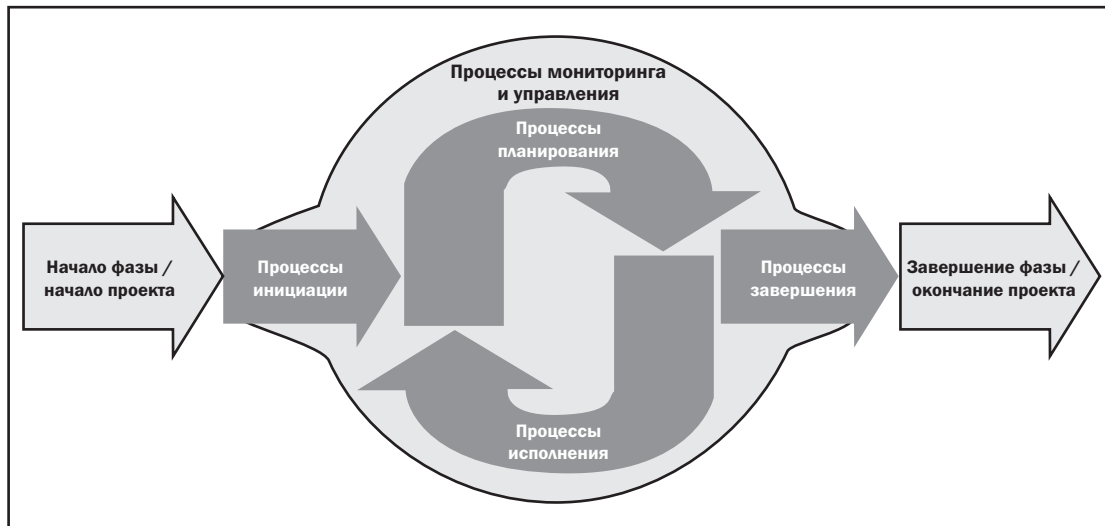 Процессы мониторинга
и управления
Процессы
планирования
Начало фазы /
начало проекта
Процессы
инициации
Процессы
завершения
Завершение фазы /
окончание проекта
Процессы
исполнения